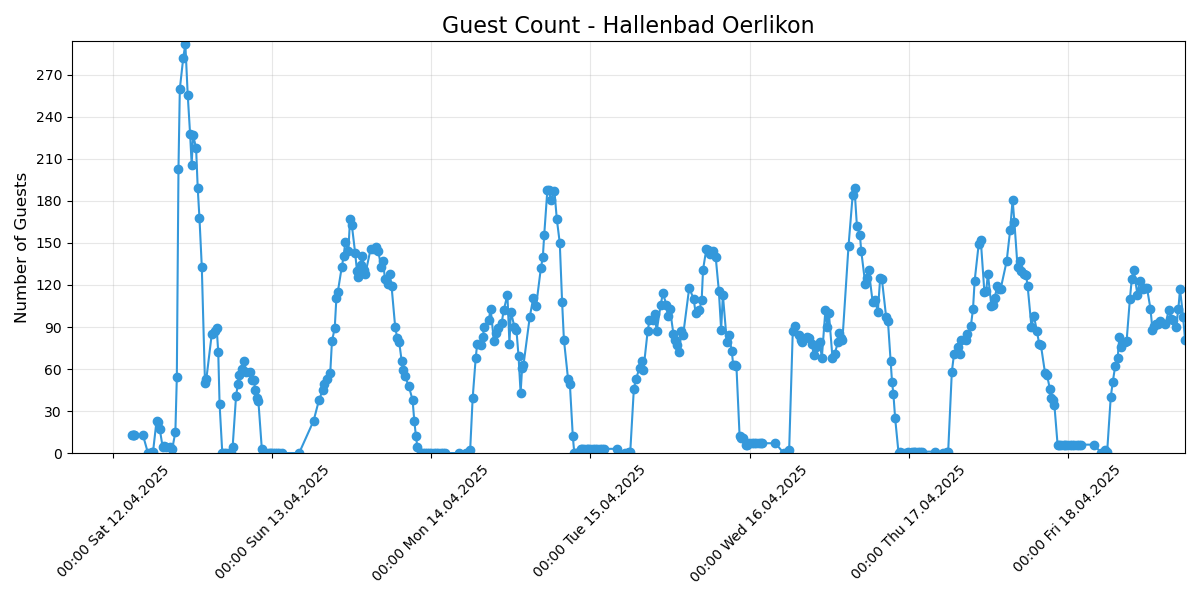 Guest Count - Hallenbad Oerlikon
Number of Guests
270
240
210
180
150
120
90
60
30
0
00:00 Sat 12.04.2025
00:00 Sun 13.04.2025
00:00 Mon 14.04.2025
00:00 Tue 15.04.2025
00:00 Wed 16.04.2025
00:00 Thu 17.04.2025
00:00 Fri 18.04.2025